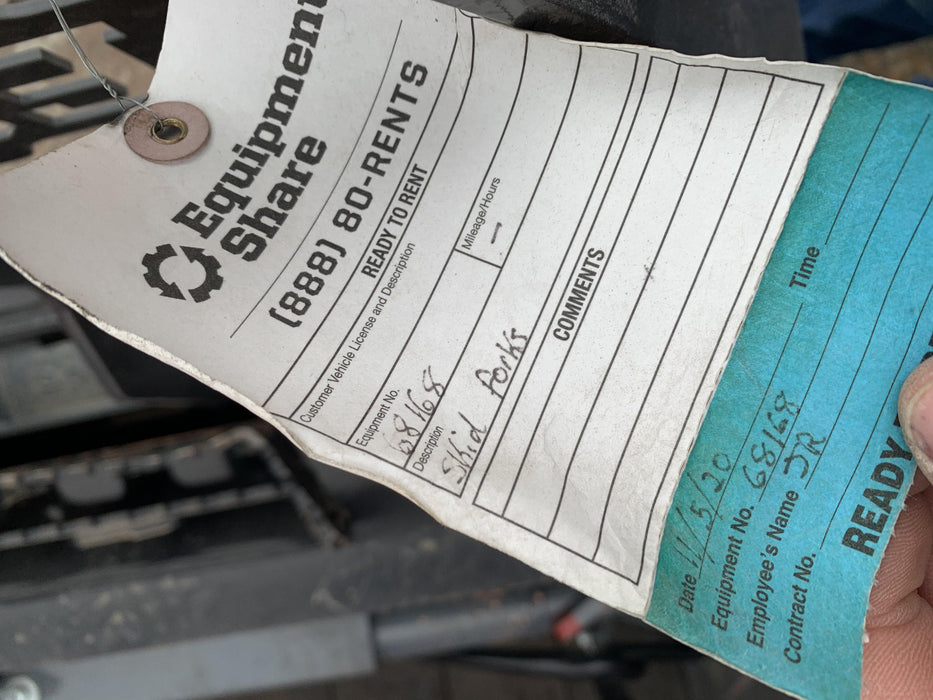 Equipment
Share
(888) 80-RENTS
READY TO RENT
Customer Vehicle License and Description
Equipment No.
Mileage/Hours
68168
-
Description
Skid Forks
COMMENTS
Date 11/5/20 Time
Equipment No. 68168
Employee's Name JR
Contract No.
READY